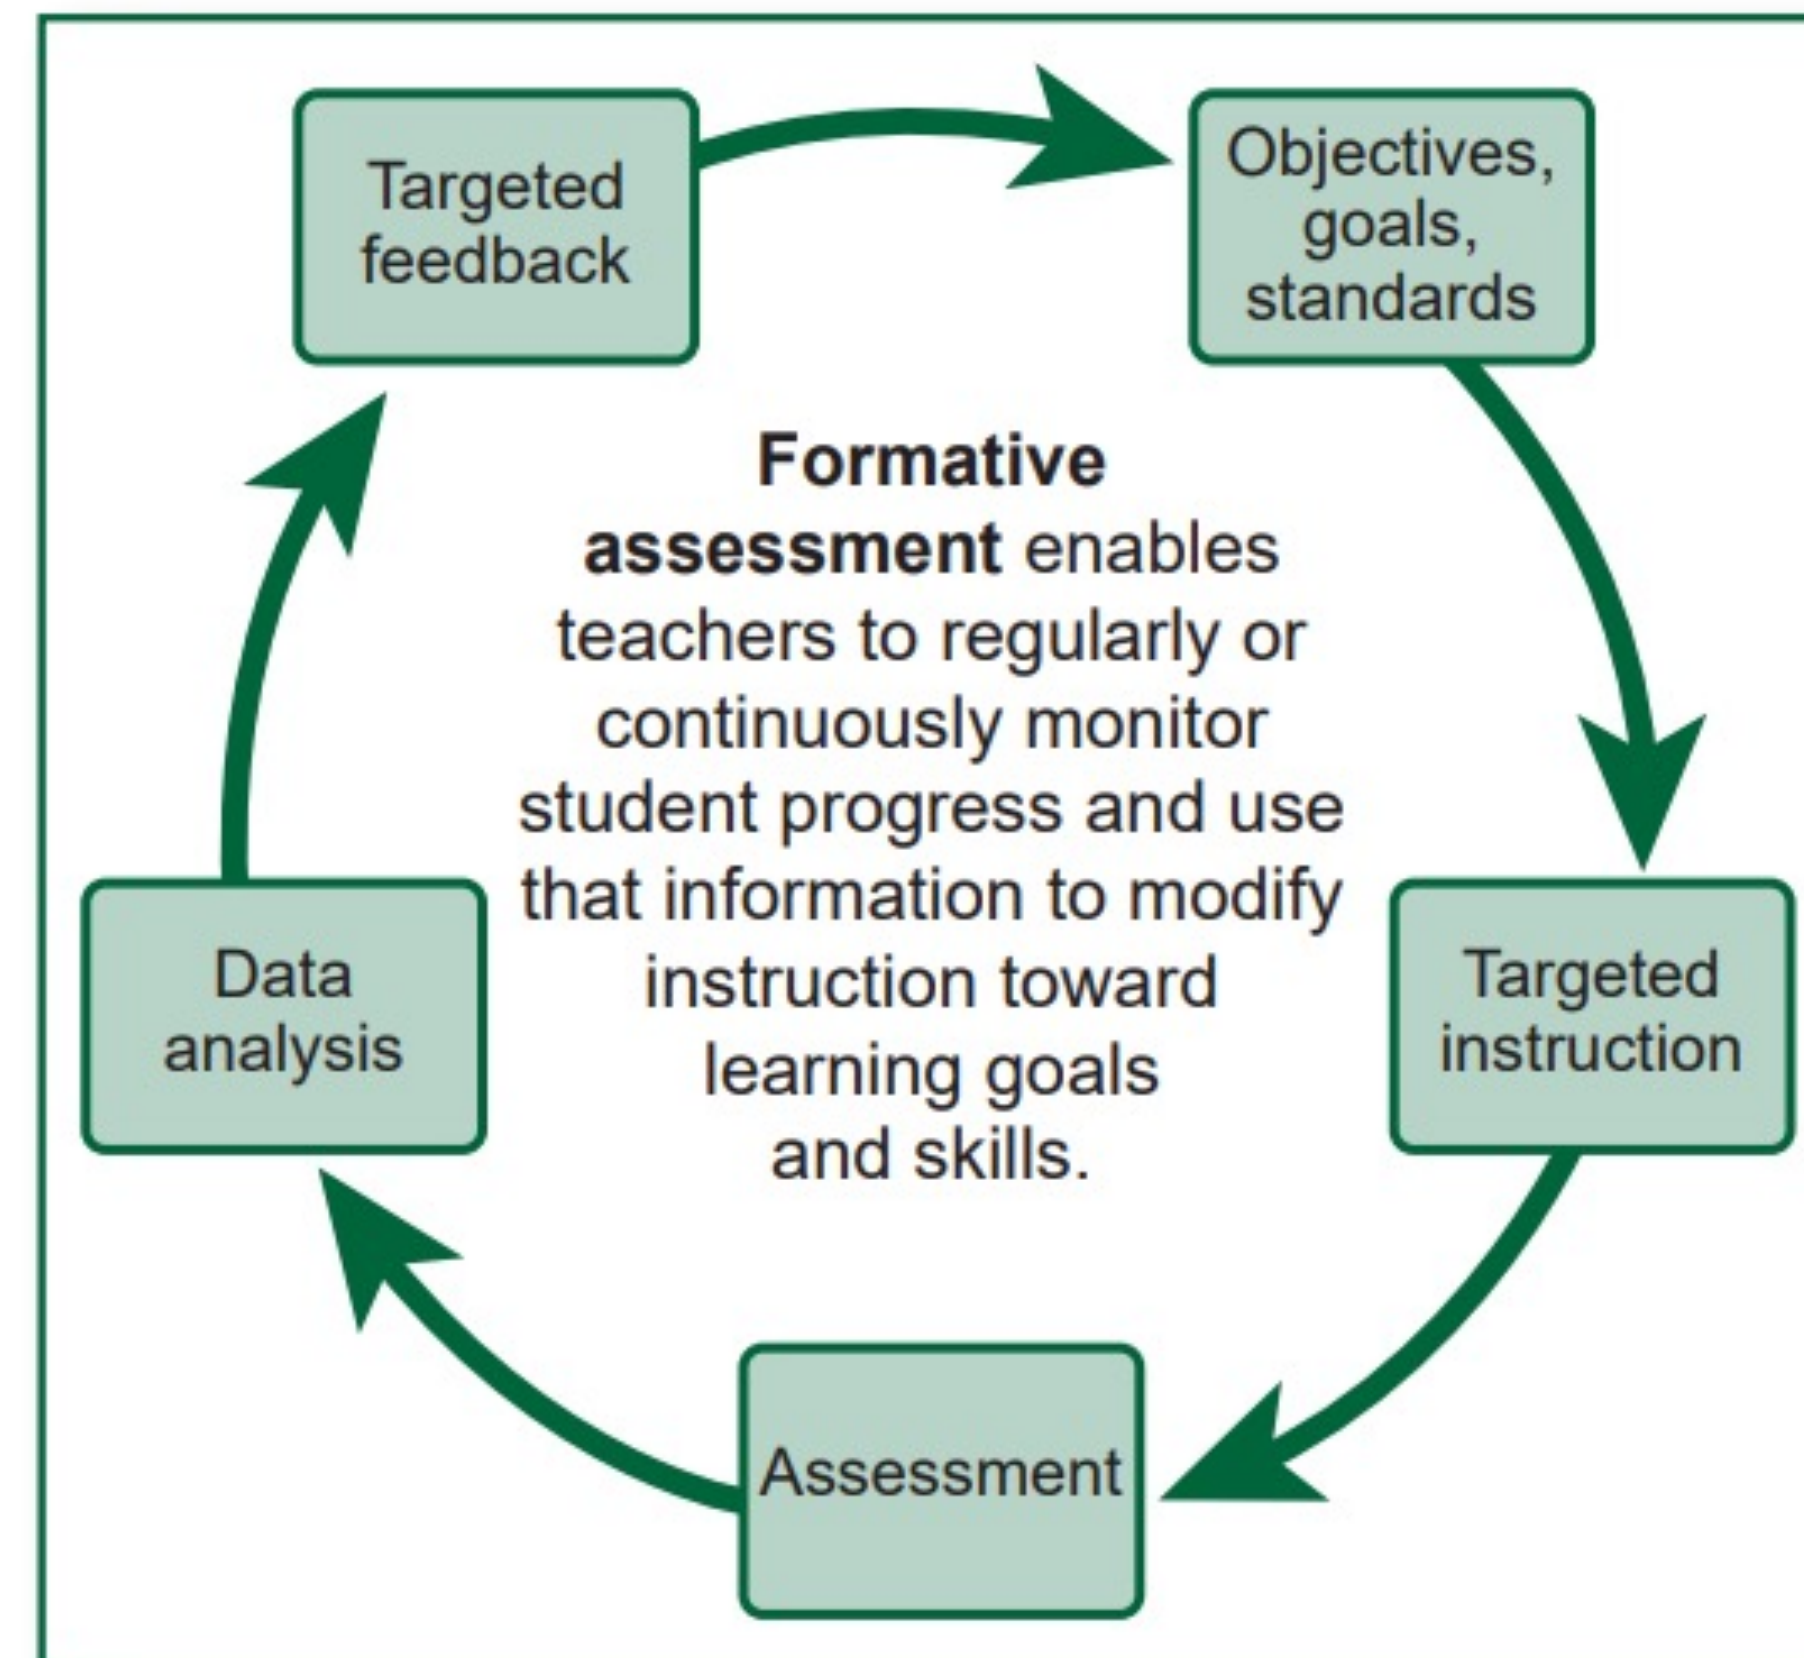 Targeted
feedback
Objectives,
goals,
standards
Formative
assessment enables
teachers to regularly or
continuously monitor
student progress and use
that information to modify
instruction toward
learning goals
and skills.
Data
analysis
Targeted
instruction
Assessment